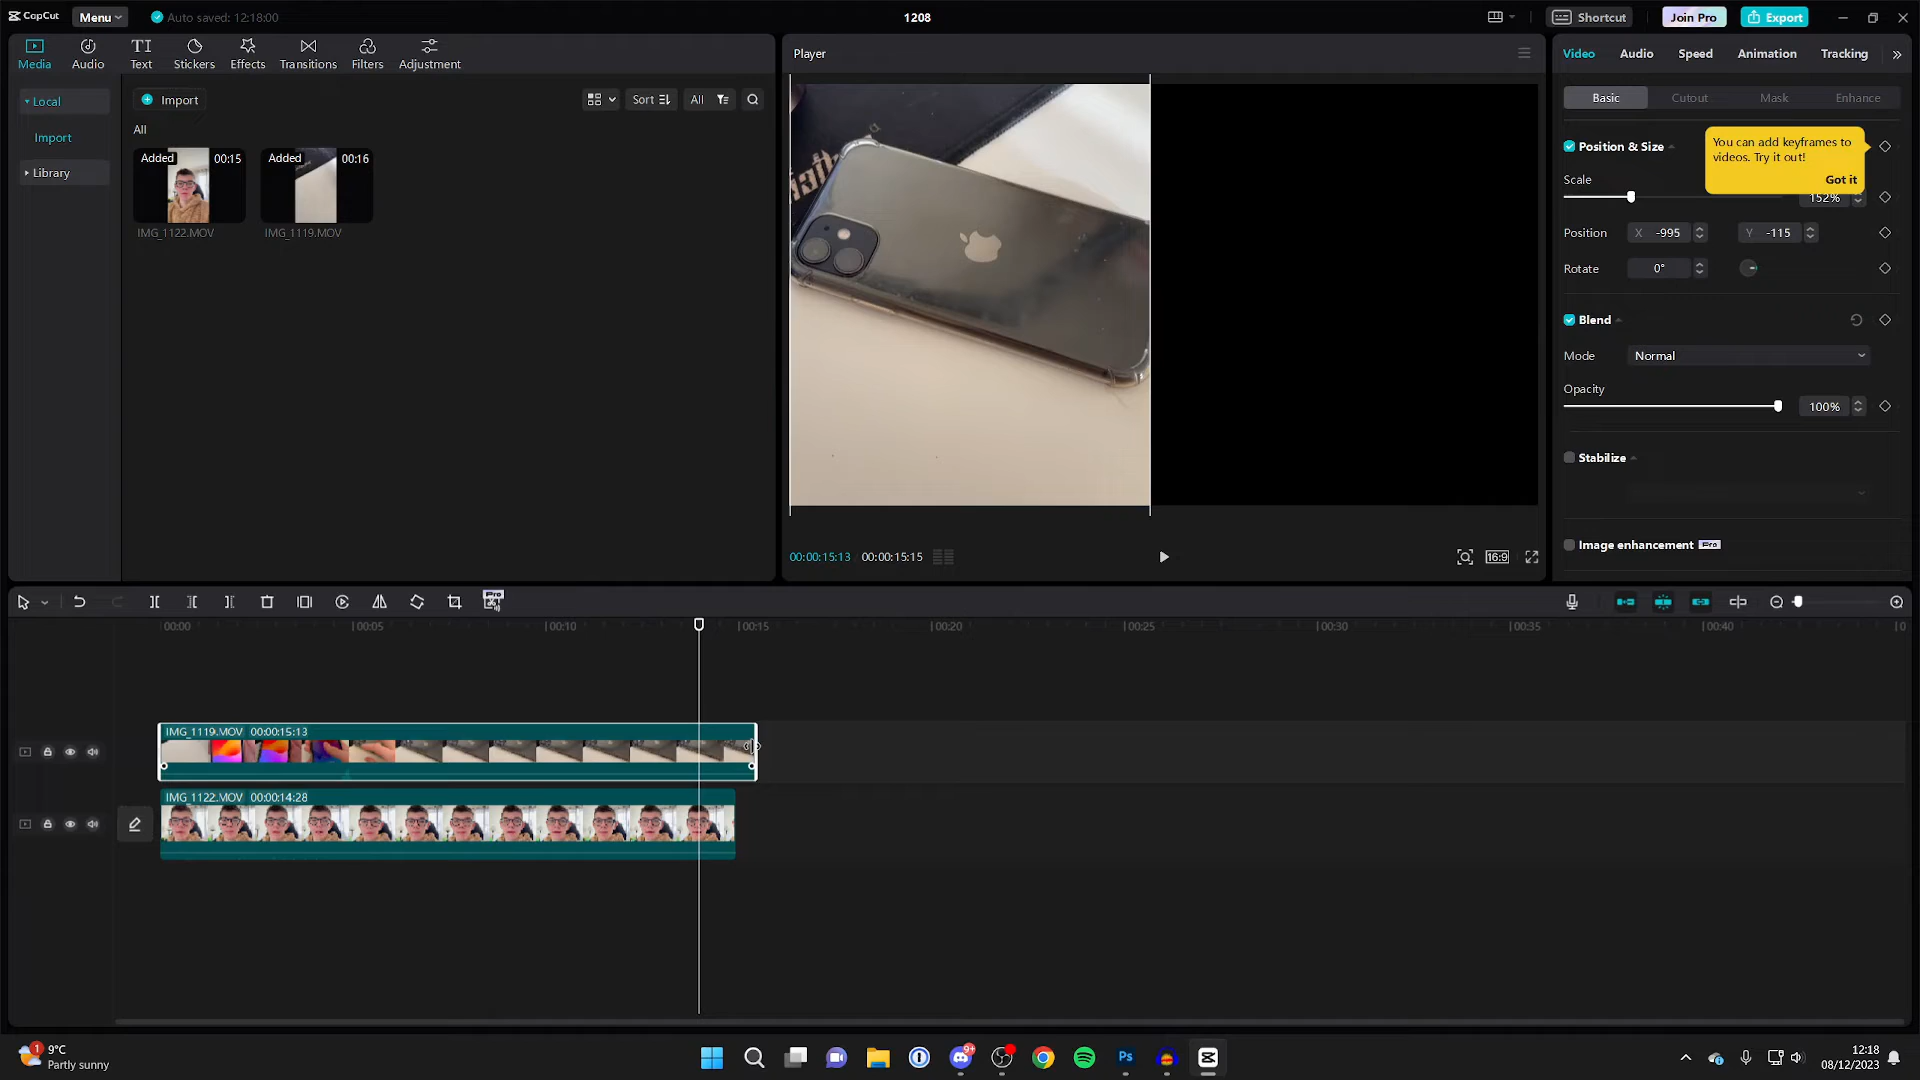 CapCut
Menu
Auto saved: 12:18:00
1208
Shortcut
Join Pro
Export
Media
Audio
Text
Stickers
Effects
Transitions
Filters
Adjustment
Local
Import
Library
Import
Sort
All
All
Added
00:15
IMG_1122.MOV
Added
00:16
IMG_1119.MOV
Player
00:00:15:13
00:00:15:15
16:9
Video
Audio
Speed
Animation
Tracking
Basic
Cutout
Mask
Enhance
Position & Size
You can add keyframes to
videos. Try it out!
Got it
Scale
152%
Position
X -995
Y -115
Rotate
0°
Blend
Mode
Normal
Opacity
100%
Stabilize
Image enhancement Pro
Pro
00:00
00:05
00:10
00:15
00:20
00:25
00:30
00:35
00:40
IMG_1119.MOV 00:00:15:13
IMG_1122.MOV 00:00:14:28
1
9°C
Partly sunny
9+
Ps
12:18
08/12/2023